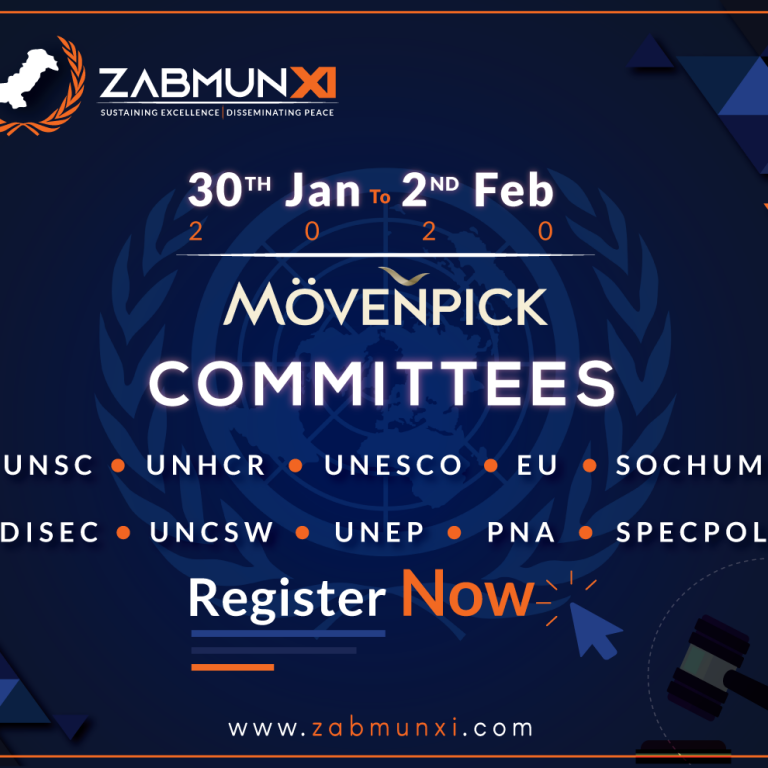 ZABMUNXI
SUSTAINING EXCELLENCE | DISSEMINATING PEACE
30TH Jan To 2ND Feb
2 0 2 0
MÖVENPICK
COMMITTEES
UNSC • UNHCR • UNESCO • EU • SOCHUM
DISEC • UNCSW • UNEP • PNA • SPECPOL
Register Now
www.zabmunxi.com